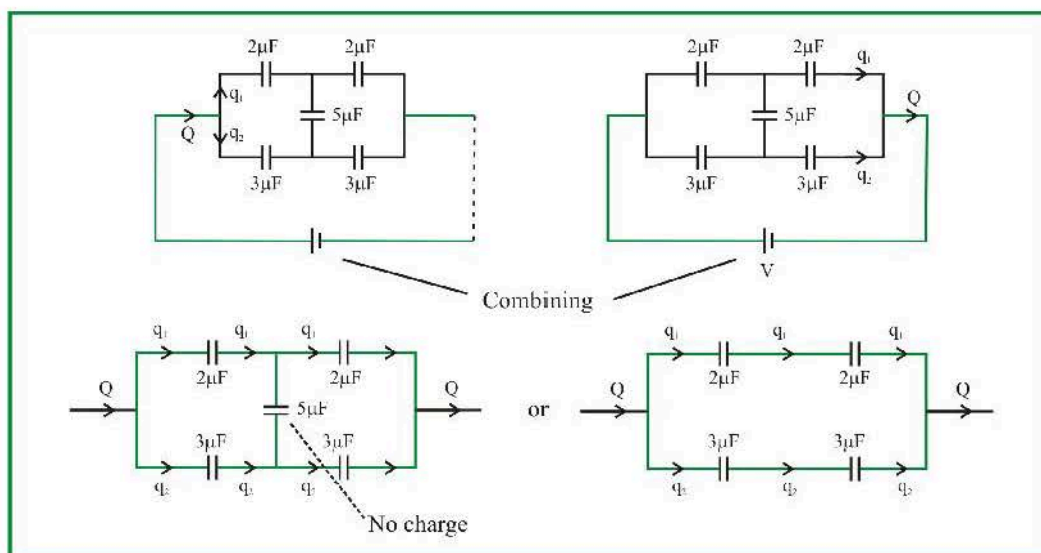 2µF 2µF
q₁
Q
q₂
5µF
3µF 3µF
2µF 2µF q₁
Q
5µF
3µF 3µF q₂
V
Combining
q₁ q₁ q₁
2µF 2µF
Q Q
5µF
3µF 3µF
q₂ q₂ q₂
No charge
or
q₁ q₁ q₁
2µF 2µF
Q Q
3µF 3µF
q₂ q₂ q₂